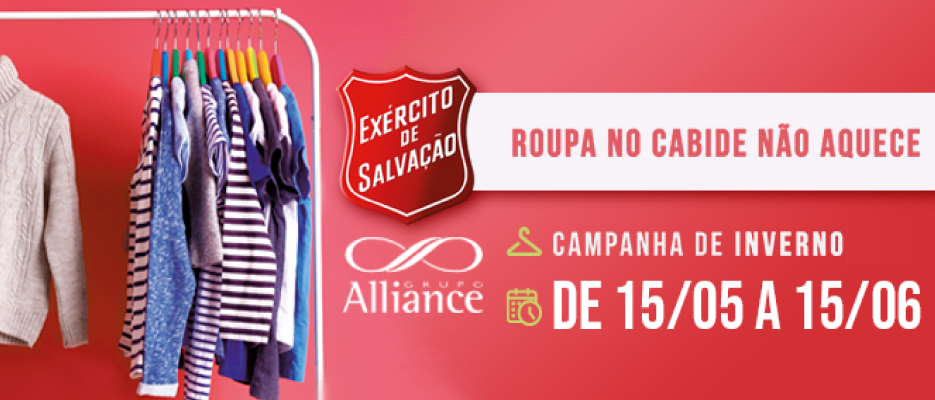 EXÉRCITO
DE
SALVAÇÃO
ROUPA NO CABIDE NÃO AQUECE
GRUPO
Alliance
CAMPANHA DE INVERNO
DE 15/05 A 15/06